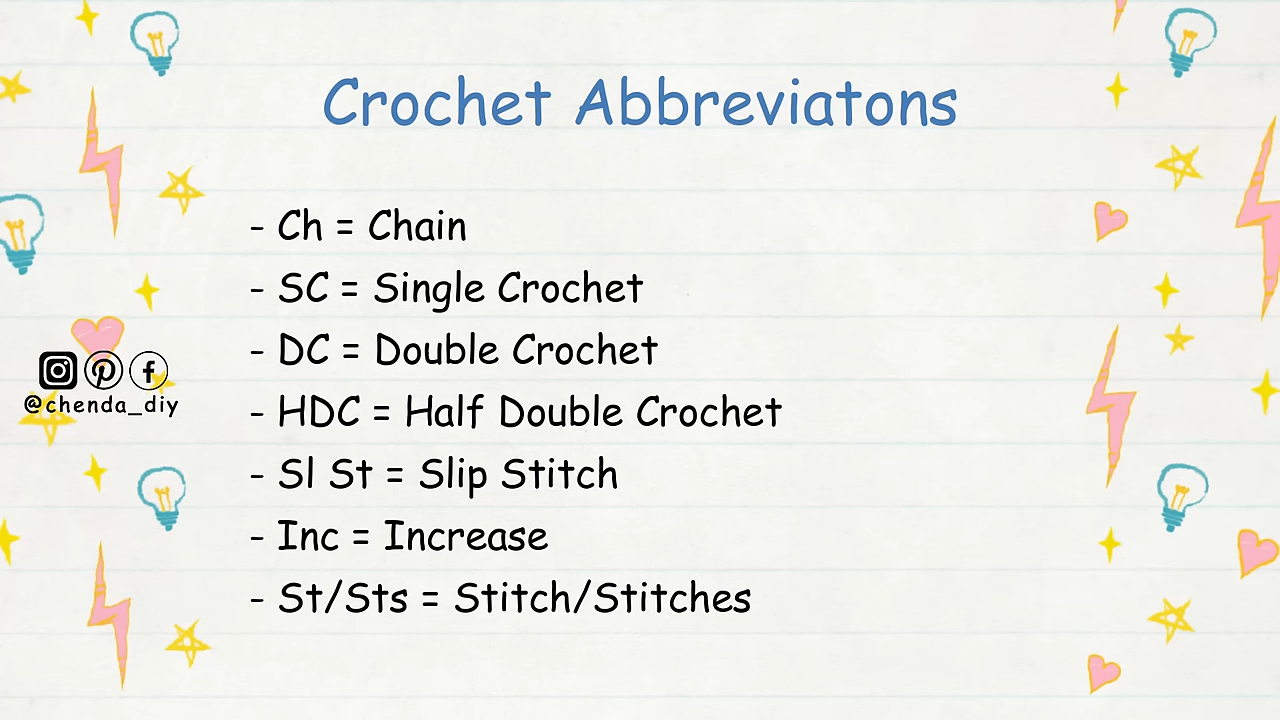 Crochet Abbreviatons
- Ch = Chain
- SC = Single Crochet
- DC = Double Crochet
- HDC = Half Double Crochet
- Sl St = Slip Stitch
- Inc = Increase
- St/Sts = Stitch/Stitches
@chenda_diy